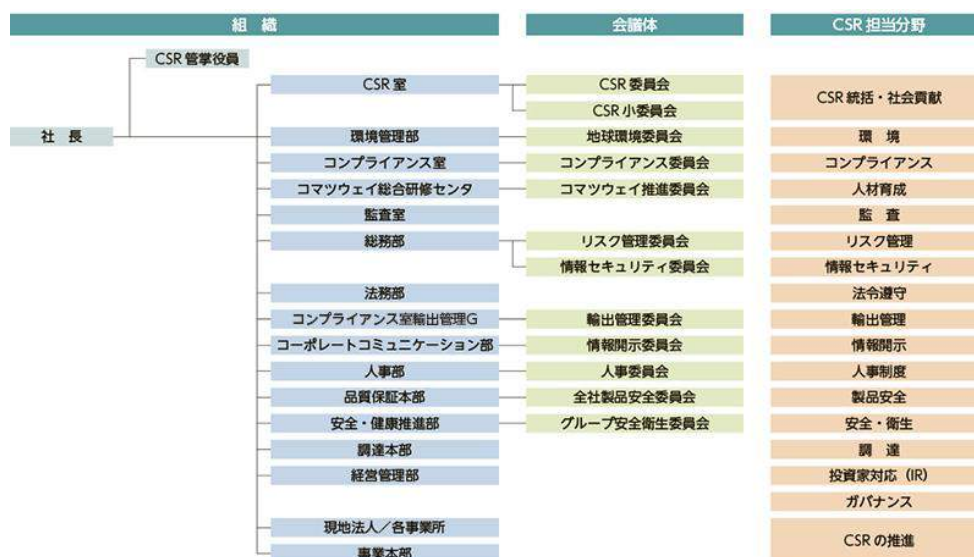 組　織　会議体　CSR 担当分野
CSR 管掌役員
CSR 室　CSR 委員会　CSR 統括・社会貢献
CSR 小委員会
社　長　環境管理部　地球環境委員会　環　境
コンプライアンス室　コンプライアンス委員会　コンプライアンス
コマツウェイ総合研修センタ　コマツウェイ推進委員会　人材育成
監査室　監　査
総務部　リスク管理委員会　リスク管理
情報セキュリティ委員会　情報セキュリティ
法務部　法令遵守
コンプライアンス室輸出管理G　輸出管理委員会　輸出管理
コーポレートコミュニケーション部　情報開示委員会　情報開示
人事部　人事委員会　人事制度
品質保証本部　全社製品安全委員会　製品安全
安全・健康推進部　グループ安全衛生委員会　安全・衛生
調達本部　調　達
経営管理部　投資家対応（IR）
ガバナンス
現地法人／各事業所　CSR の推進
事業本部